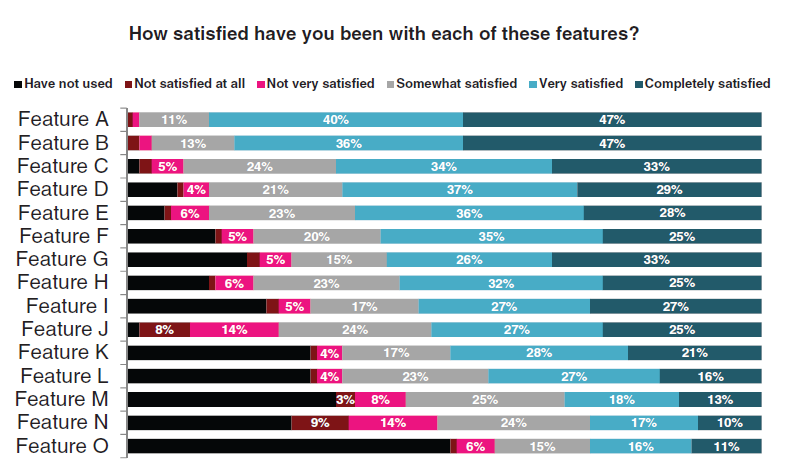 How satisfied have you been with each of these features?
Have not used Not satisfied at all Not very satisfied Somewhat satisfied Very satisfied Completely satisfied
Feature A 11% 40% 47%
Feature B 13% 36% 47%
Feature C 5% 24% 34% 33%
Feature D 4% 21% 37% 29%
Feature E 6% 23% 36% 28%
Feature F 5% 20% 35% 25%
Feature G 5% 15% 26% 33%
Feature H 6% 23% 32% 25%
Feature I 5% 17% 27% 27%
Feature J 8% 14% 24% 27% 25%
Feature K 4% 17% 28% 21%
Feature L 4% 23% 27% 16%
Feature M 3% 8% 25% 18% 13%
Feature N 9% 14% 24% 17% 10%
Feature O 6% 15% 16% 11%